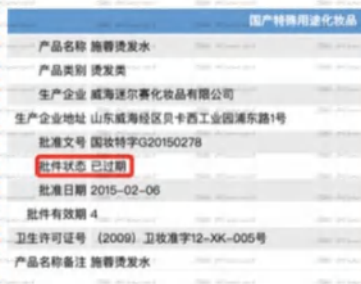 国产特殊用途化妆品
产品名称 施蓉烫发水
产品类别 烫发类
生产企业 威海迷尔赛化妆品有限公司
生产企业地址 山东威海经区贝卡西工业园浦东路1号
批准文号 国妆特字G20150278
批件状态 已过期
批准日期 2015-02-06
批件有效期 4
卫生许可证号 （2009）卫妆准字12-XK-005号
产品名称备注 施蓉烫发水